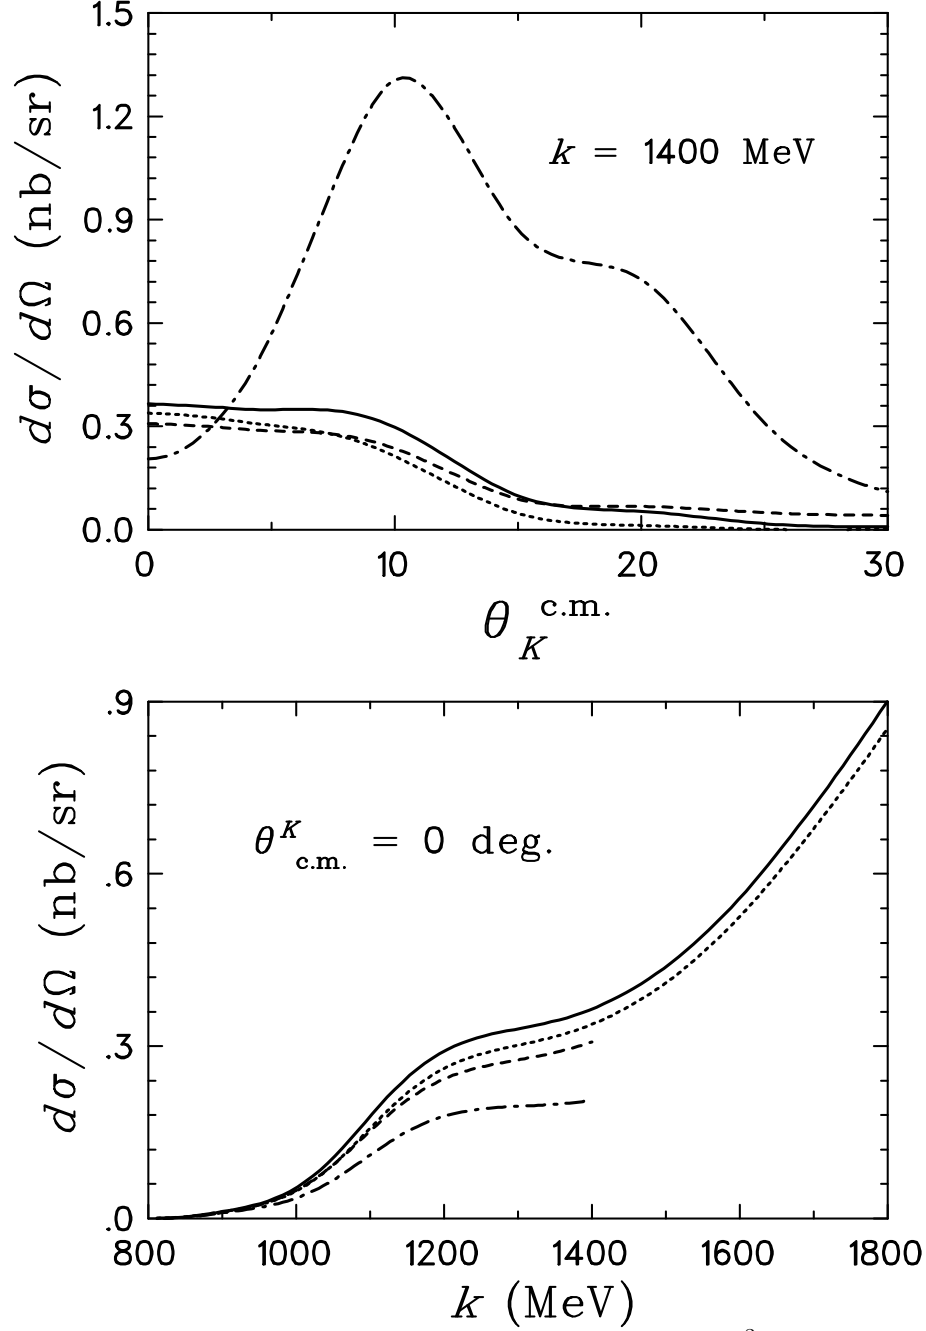 1.5
1.2
0.9
0.6
0.3
0.0
dσ/dΩ (nb/sr)
k = 1400 MeV
0 10 20 30
θ_K^c.m.
.9
.6
.3
.0
dσ/dΩ (nb/sr)
θ^K_c.m. = 0 deg.
800 1000 1200 1400 1600 1800
k (MeV)